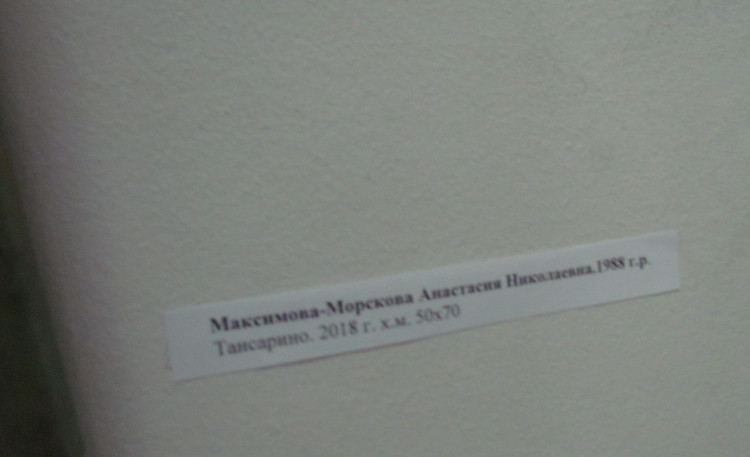 Максимова-Морскова Анастасия Николаевна.1988 г.р.
Тансарино. 2018 г. х.м. 50х70